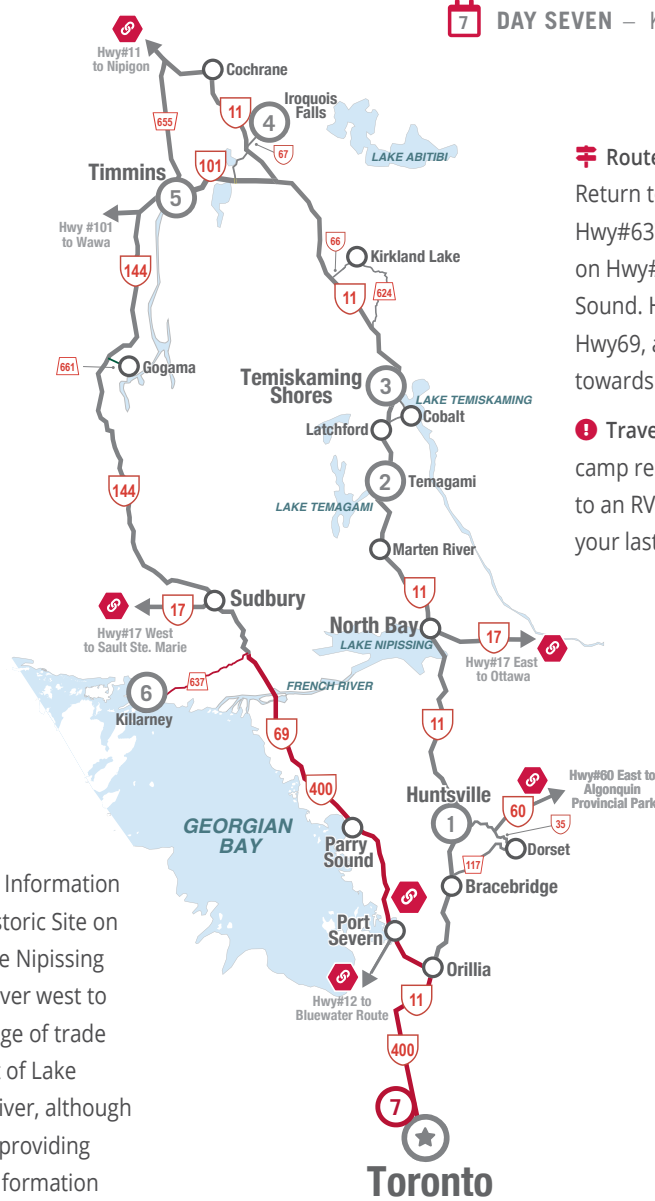 7 DAY SEVEN –
Hwy#11
to Nipigon
Cochrane
11
Iroquois
Falls
4
655
67
LAKE ABITIBI
101
Timmins
5
Hwy #101
to Wawa
144
66
Kirkland Lake
11
624
661
Gogama
Temiskaming
Shores
3
LAKE TEMISKAMING
Cobalt
Latchford
2
Temagami
144
LAKE TEMAGAMI
Marten River
11
17
Sudbury
Hwy#17 West
to Sault Ste. Marie
North Bay
17
LAKE NIPISSING
Hwy#17 East
to Ottawa
637
6
Killarney
FRENCH RIVER
69
11
400
Huntsville
1
Hwy#60 East to
Algonquin
Provincial Park
60
35
Dorset
117
Bracebridge
GEORGIAN
BAY
Parry
Sound
Port
Severn
Orillia
Hwy#12 to
Bluewater Route
11
400
7
Toronto
Route
Return t
Hwy#63
on Hwy#
Sound. H
Hwy69, a
towards
Trave
camp re
to an RV
your last
Information
storic Site on
e Nipissing
ver west to
ge of trade
t of Lake
iver, although
providing
formation